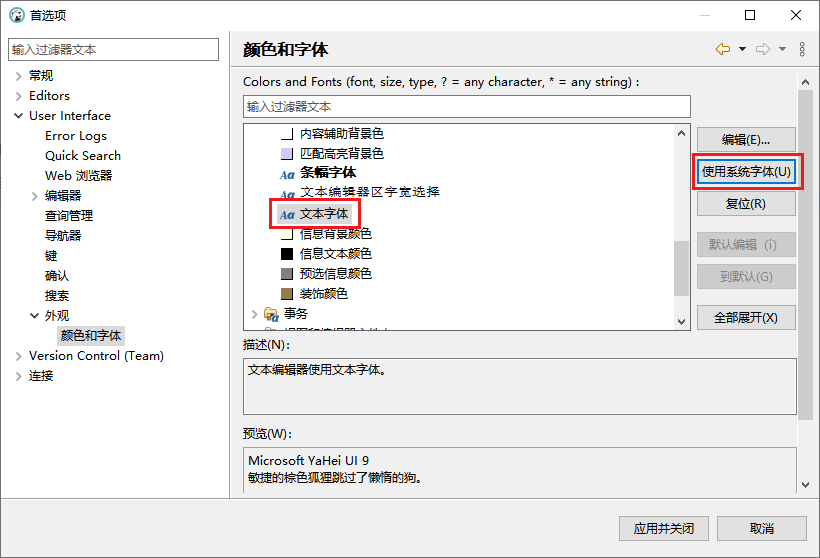 首选项
输入过滤器文本
常规
Editors
User Interface
Error Logs
Quick Search
Web 浏览器
编辑器
查询管理
导航器
键
确认
搜索
外观
颜色和字体
Version Control (Team)
连接
颜色和字体
Colors and Fonts (font, size, type, ? = any character, * = any string) :
输入过滤器文本
内容辅助背景色
匹配高亮背景色
Aa 条幅字体
Aa 文本编辑器区字宽选择
Aa 文本字体
信息背景颜色
信息文本颜色
预选信息颜色
装饰颜色
事务
编辑(E)...
使用系统字体(U)
复位(R)
默认编辑（i）
到默认(G)
全部展开(X)
描述(N):
文本编辑器使用文本字体。
预览(W):
Microsoft YaHei UI 9
敏捷的棕色狐狸跳过了懒惰的狗。
应用并关闭
取消